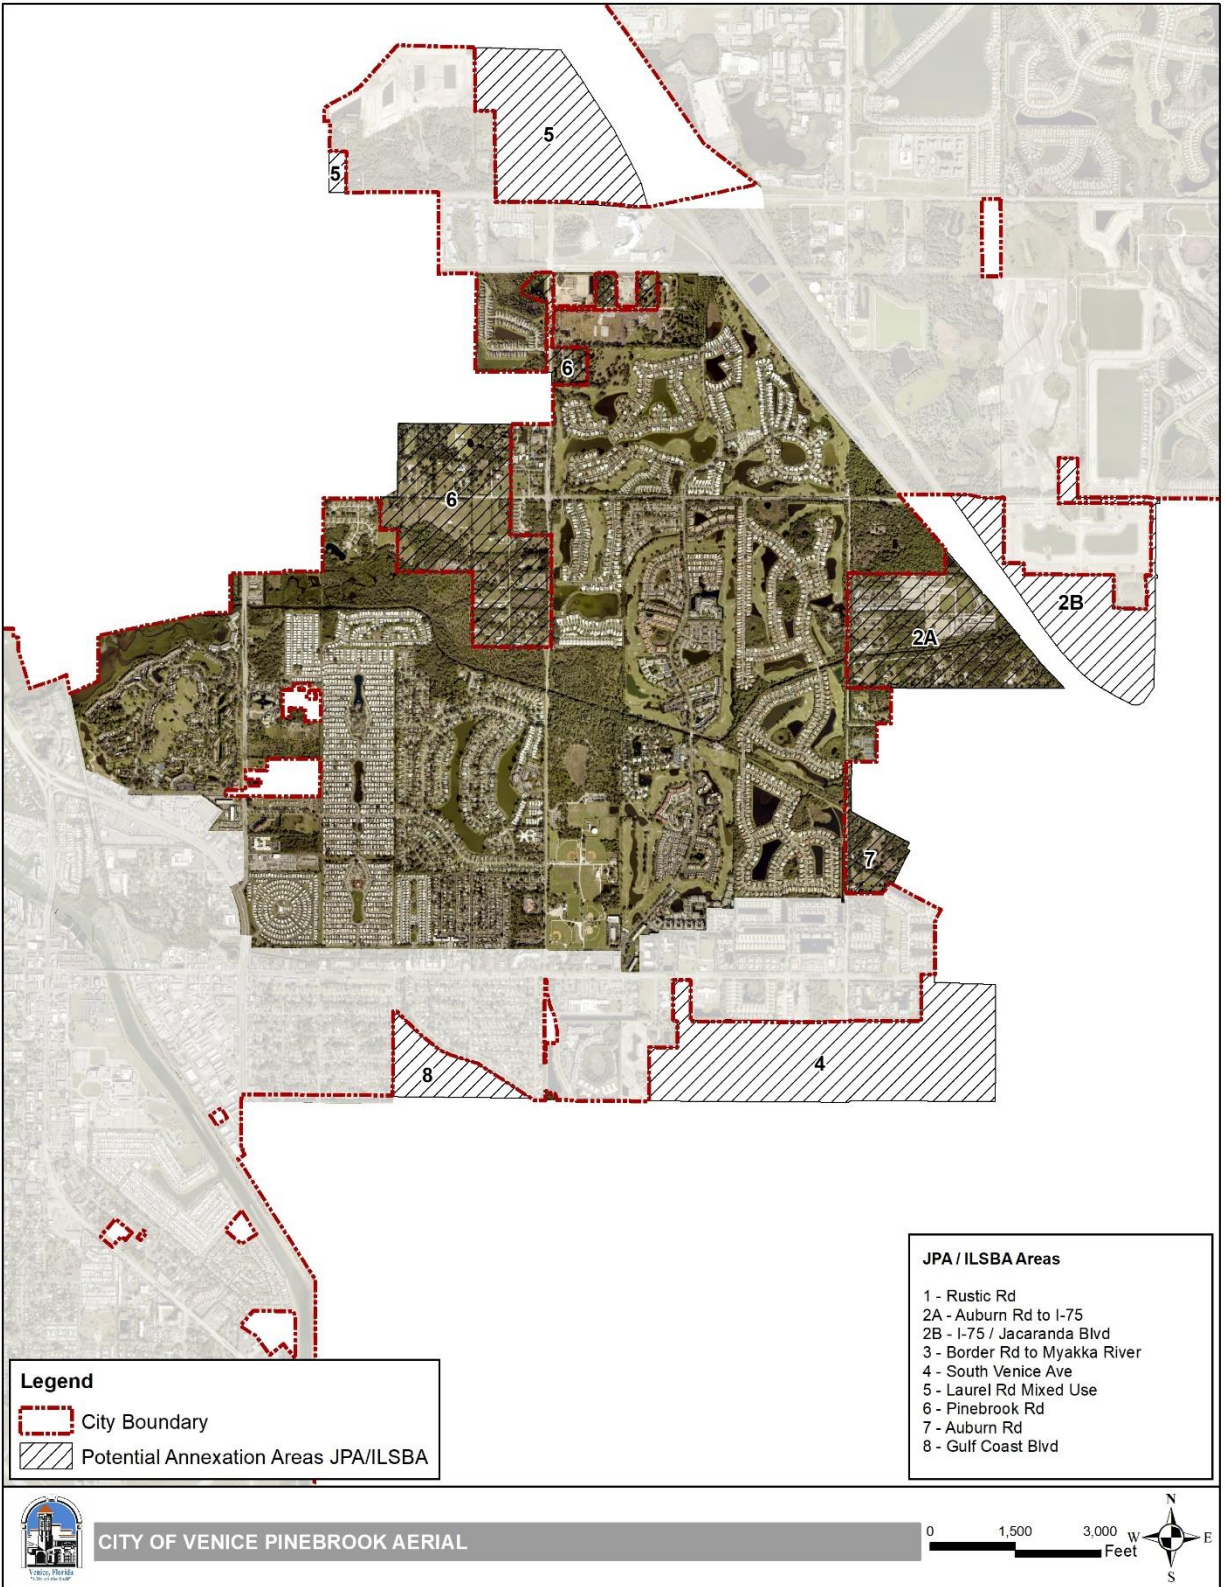 5
5
6
6
2B
2A
7
4
8
JPA / ILSBA Areas
1 - Rustic Rd
2A - Auburn Rd to I-75
2B - I-75 / Jacaranda Blvd
3 - Border Rd to Myakka River
4 - South Venice Ave
5 - Laurel Rd Mixed Use
6 - Pinebrook Rd
7 - Auburn Rd
8 - Gulf Coast Blvd
Legend
City Boundary
Potential Annexation Areas JPA/ILSBA
Venice, Florida
CITY OF VENICE PINEBROOK AERIAL
0 1,500 3,000
Feet
N
W E
S